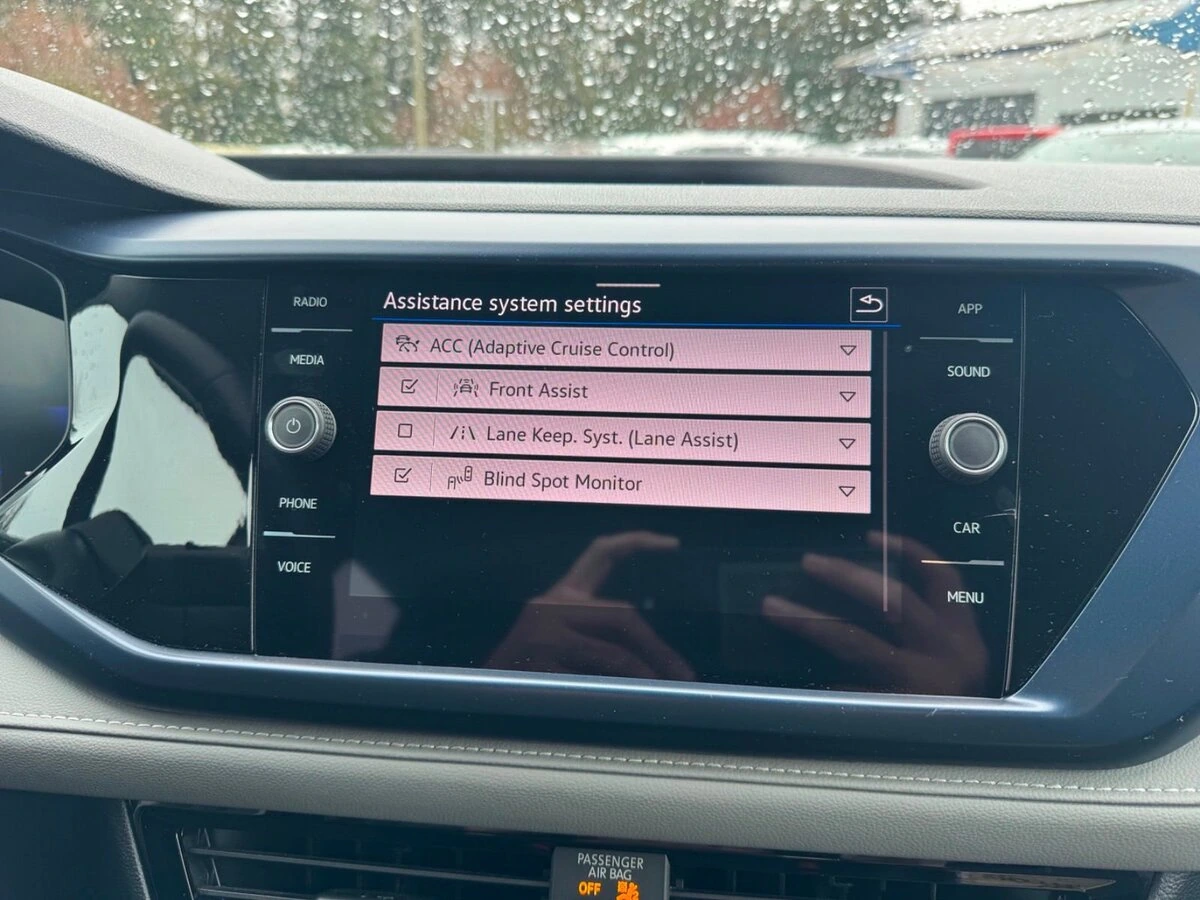 RADIO
MEDIA
PHONE
VOICE
Assistance system settings
ACC (Adaptive Cruise Control)
Front Assist
Lane Keep. Syst. (Lane Assist)
Blind Spot Monitor
APP
SOUND
CAR
MENU
PASSENGER
AIR BAG
OFF